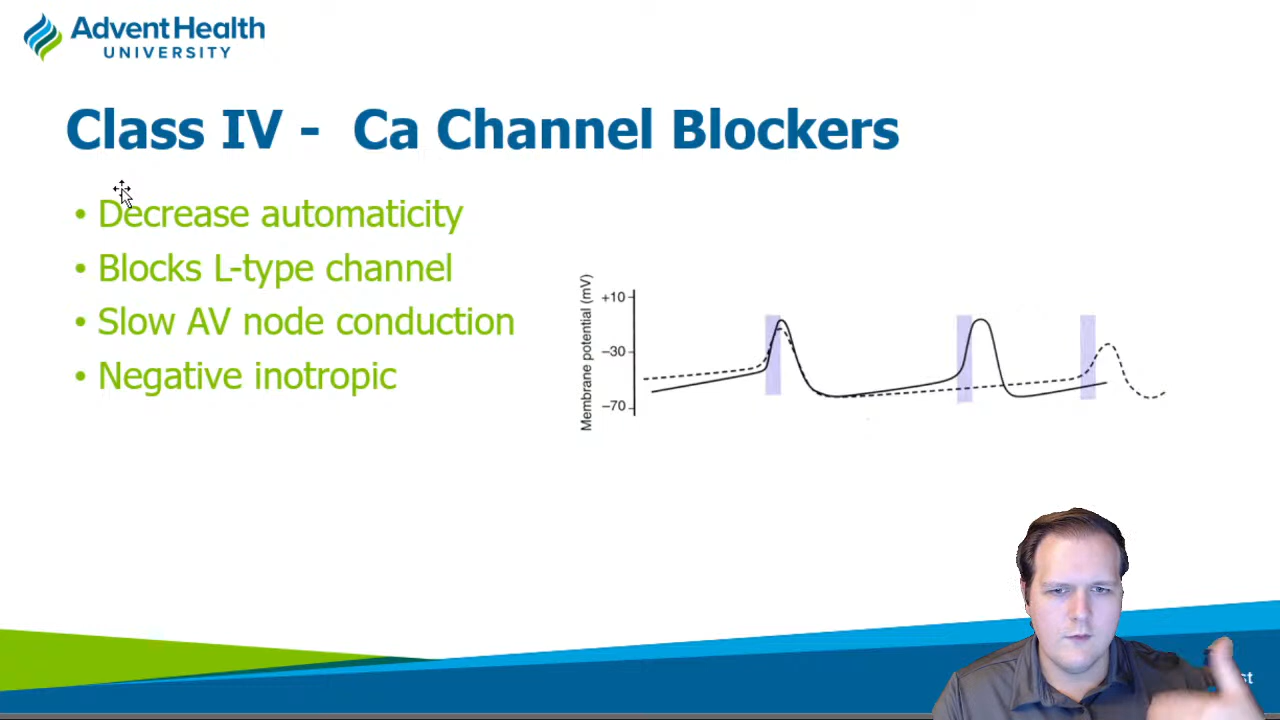 AdventHealth
UNIVERSITY
Class IV - Ca Channel Blockers
• Decrease automaticity
• Blocks L-type channel
• Slow AV node conduction
• Negative inotropic
Membrane potential (mV)
+10
–30
–70